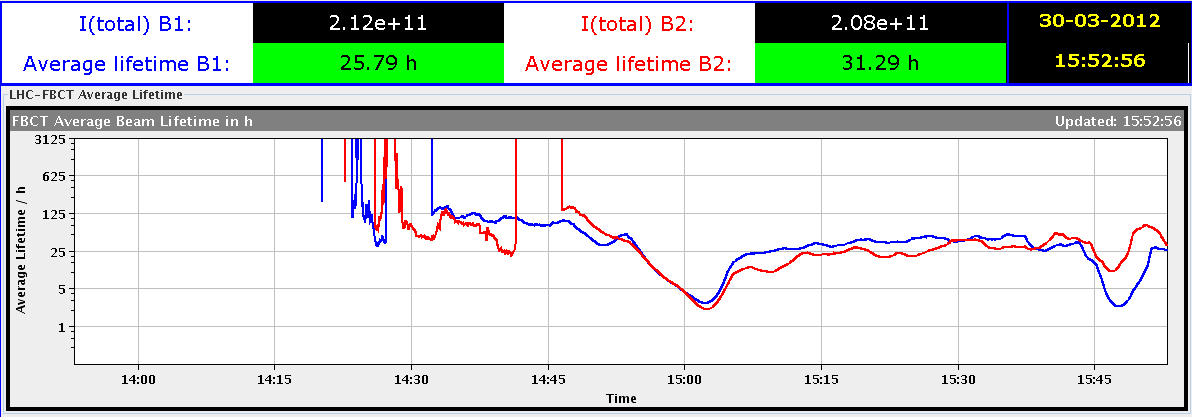 I(total) B1: 2.12e+11 I(total) B2: 2.08e+11 30-03-2012
Average lifetime B1: 25.79 h Average lifetime B2: 31.29 h 15:52:56
LHC-FBCT Average Lifetime
FBCT Average Beam Lifetime in h Updated: 15:52:56
3125
625
125
25
5
1
Average Lifetime / h
14:00 14:15 14:30 14:45 15:00 15:15 15:30 15:45
Time